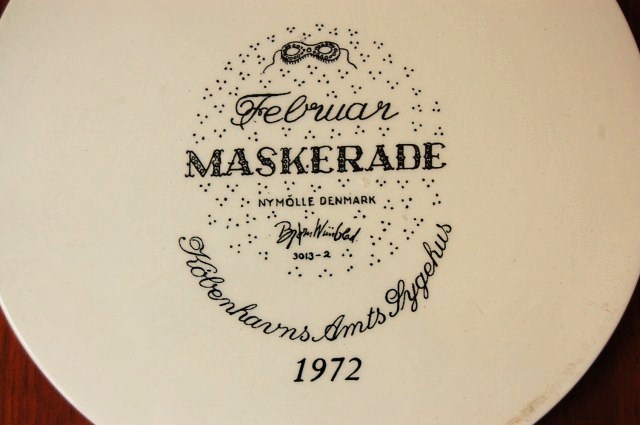 Februar
MASKERADE
NYMÖLLE DENMARK
Bjørn Wiinblad
3013-2
Københavns Amts Sygehus
1972